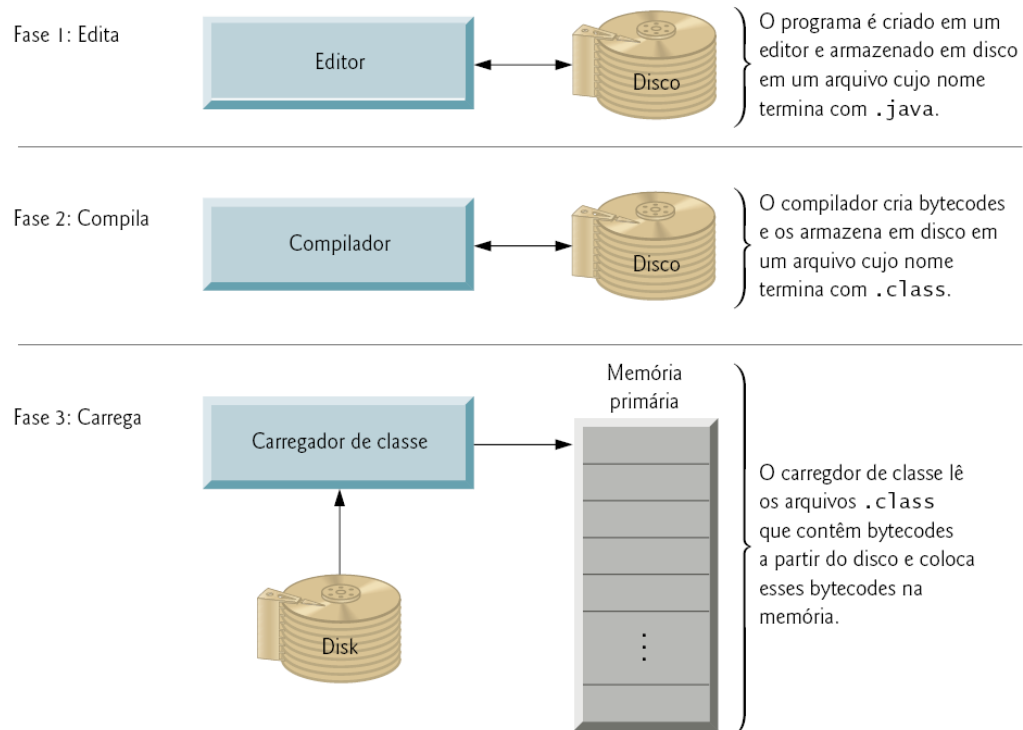 Fase 1: Edita
Editor
Disco
O programa é criado em um
editor e armazenado em disco
em um arquivo cujo nome
termina com .java.
Fase 2: Compila
Compilador
Disco
O compilador cria bytecodes
e os armazena em disco em
um arquivo cujo nome
termina com .class.
Fase 3: Carrega
Carregador de classe
Disk
Memória
primária
O carregdor de classe lê
os arquivos .class
que contêm bytecodes
a partir do disco e coloca
esses bytecodes na
memória.